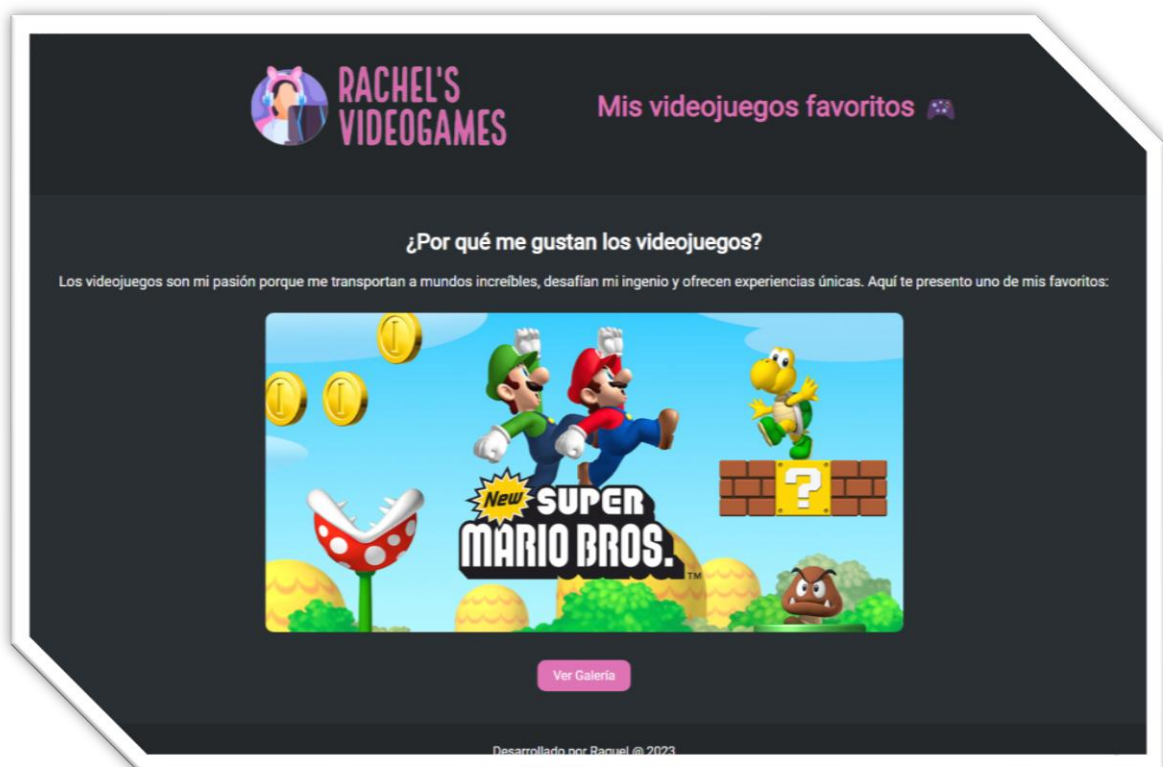 RACHEL'S
VIDEOGAMES
Mis videojuegos favoritos
¿Por qué me gustan los videojuegos?
Los videojuegos son mi pasión porque me transportan a mundos increíbles, desafían mi ingenio y ofrecen experiencias únicas. Aquí te presento uno de mis favoritos:
New SUPER
MARIO BROS.™
?
Ver Galería
Desarrollado por Raquel @ 2023